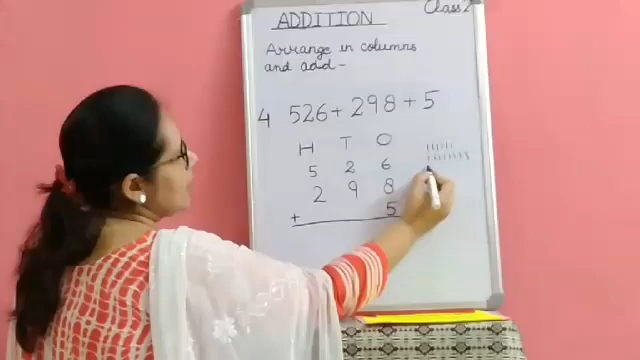 ADDITION
Class 2
Arrange in columns
and add -
4 526 + 298 + 5
H T O
5 2 6
2 9 8
+ 5